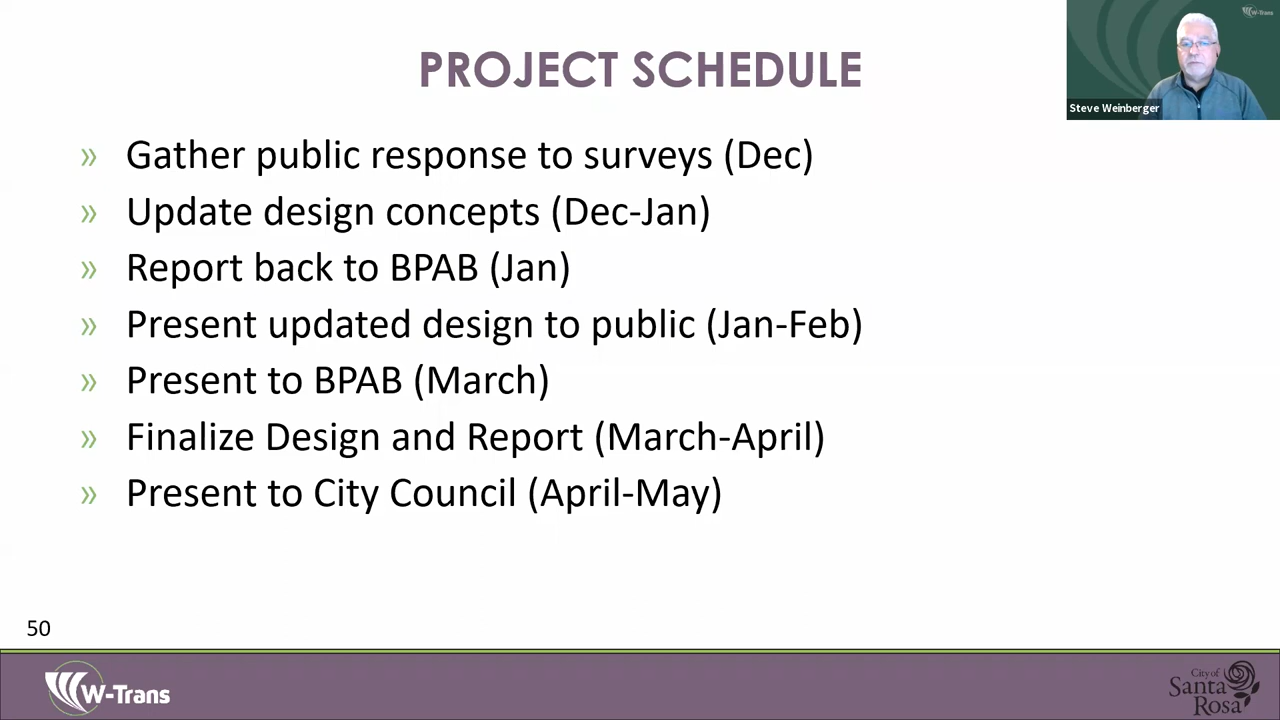 PROJECT SCHEDULE
W-Trans
Steve Weinberger
» Gather public response to surveys (Dec)
» Update design concepts (Dec-Jan)
» Report back to BPAB (Jan)
» Present updated design to public (Jan-Feb)
» Present to BPAB (March)
» Finalize Design and Report (March-April)
» Present to City Council (April-May)
50
W-Trans
City of
Santa
Rosa